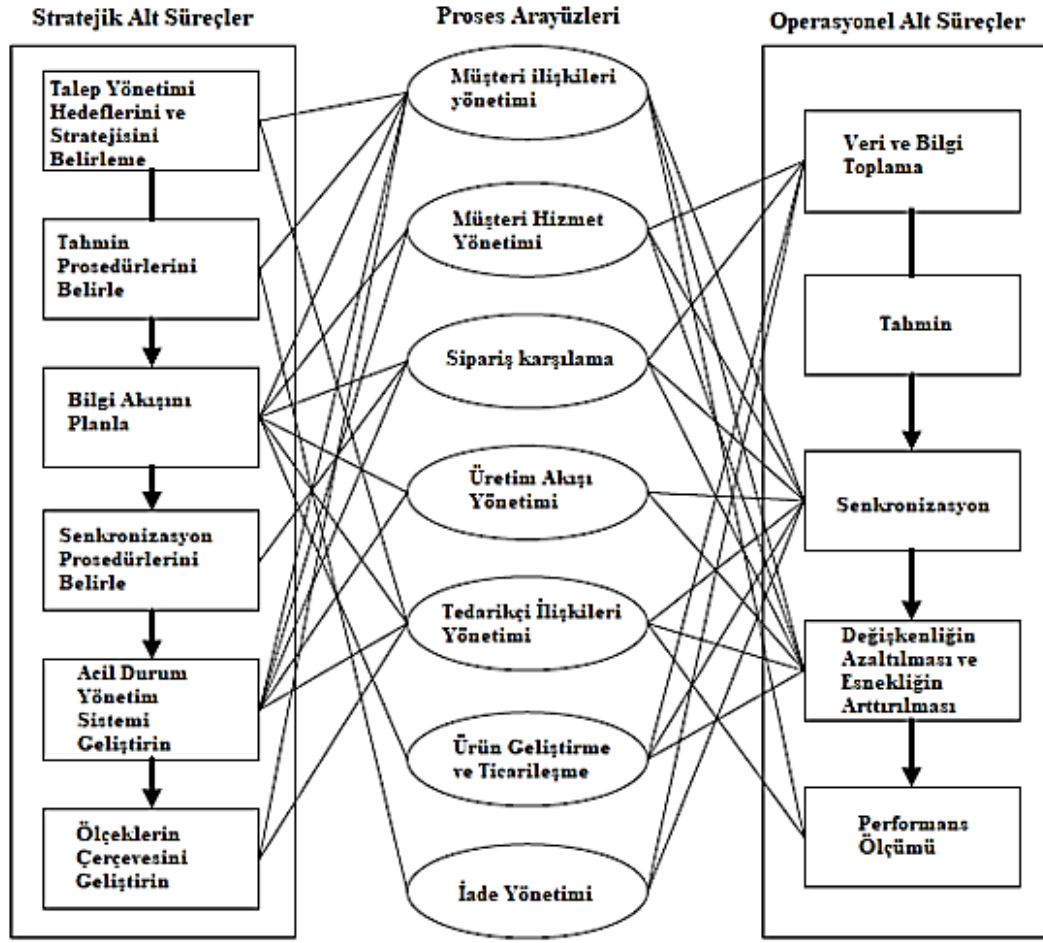 Stratejik Alt Süreçler
Talep Yönetimi
Hedeflerini ve
Stratejisini
Belirleme
Tahmin
Prosedürlerini
Belirle
Bilgi Akışını
Planla
Senkronizasyon
Prosedürlerini
Belirle
Acil Durum
Yönetim
Sistemi
Geliştirin
Ölçeklerin
Çerçevesini
Geliştirin
Proses Arayüzleri
Müşteri ilişkileri
yönetimi
Müşteri Hizmet
Yönetimi
Sipariş karşılama
Üretim Akışı
Yönetimi
Tedarikçi İlişkileri
Yönetimi
Ürün Geliştirme
ve Ticarileşme
İade Yönetimi
Operasyonel Alt Süreçler
Veri ve Bilgi
Toplama
Tahmin
Senkronizasyon
Değişkenliğin
Azaltılması ve
Esnekliğin
Arttırılması
Performans
Ölçümü